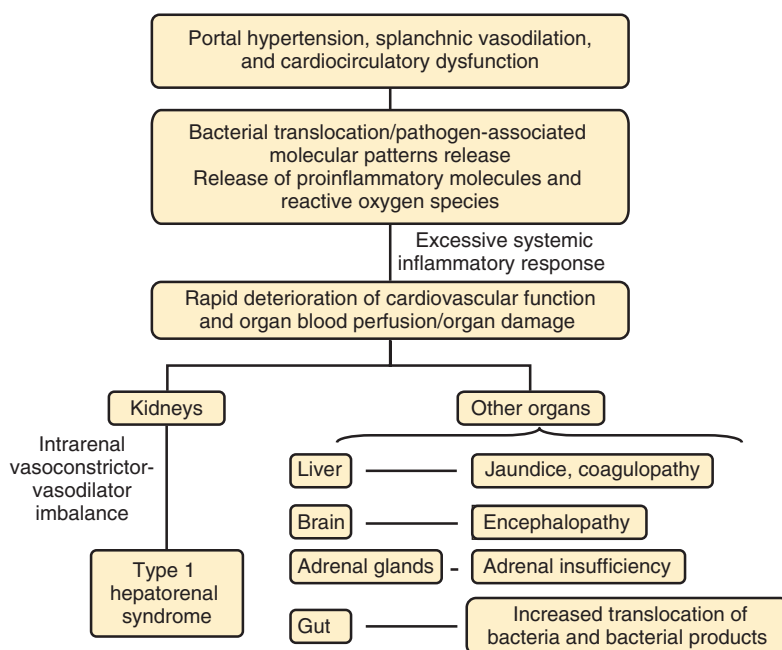 Portal hypertension, splanchnic vasodilation,
and cardiocirculatory dysfunction
Bacterial translocation/pathogen-associated
molecular patterns release
Release of proinflammatory molecules and
reactive oxygen species
Excessive systemic
inflammatory response
Rapid deterioration of cardiovascular function
and organ blood perfusion/organ damage
Kidneys
Intrarenal
vasoconstrictor-
vasodilator
imbalance
Type 1
hepatorenal
syndrome
Other organs
Liver
Jaundice, coagulopathy
Brain
Encephalopathy
Adrenal glands
Adrenal insufficiency
Gut
Increased translocation of
bacteria and bacterial products